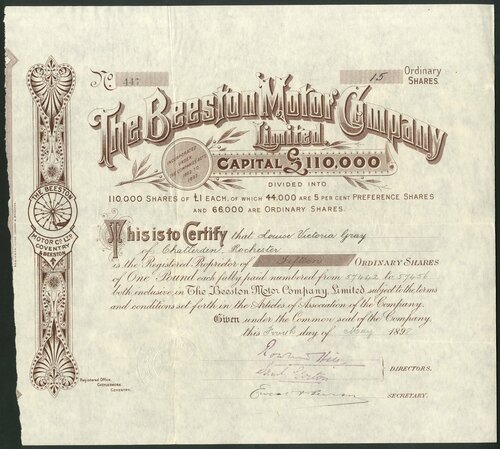 No 447
15 Ordinary
SHARES.
The Beeston Motor Company
Limited.
INCORPORATED
UNDER
THE COMPANIES ACTS
1862 TO
CAPITAL £110,000
DIVIDED INTO
110,000 SHARES OF £1 EACH, OF WHICH 44,000 ARE 5 PER CENT PREFERENCE SHARES
AND 66,000 ARE ORDINARY SHARES.
This is to Certify that Louise Victoria Gray
of Chattenden Rochester
is the Registered Proprietor of Fifteen ORDINARY SHARES
of One Pound each fully paid numbered from 57442 to 57456
both inclusive in The Beeston Motor Company, Limited subject to the terms
and conditions set forth in the Articles of Association of the Company.
Given under the Common seal of the Company,
this Fourth day of May 189
DIRECTORS.
SECRETARY.
THE BEESTON
MOTOR Co LTD
COVENTRY
& BEESTON
Registered Office,
COVENTRY.